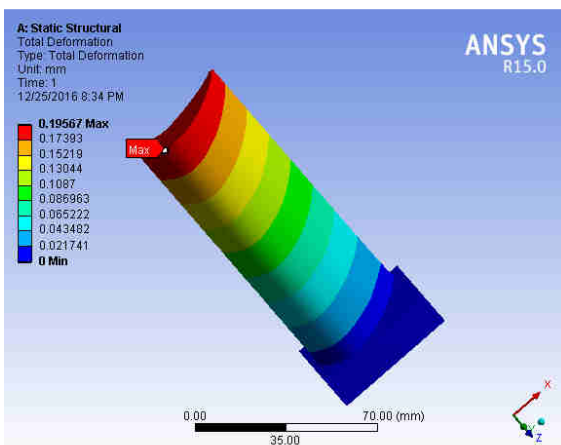 A: Static Structural
Total Deformation
Type: Total Deformation
Unit: mm
Time: 1
12/25/2016 8:34 PM
ANSYS
R15.0
0.19567 Max
0.17393
0.15219
0.13044
0.1087
0.086963
0.065222
0.043482
0.021741
0 Min
Max
0.00
70.00 (mm)
35.00
X
Y
Z